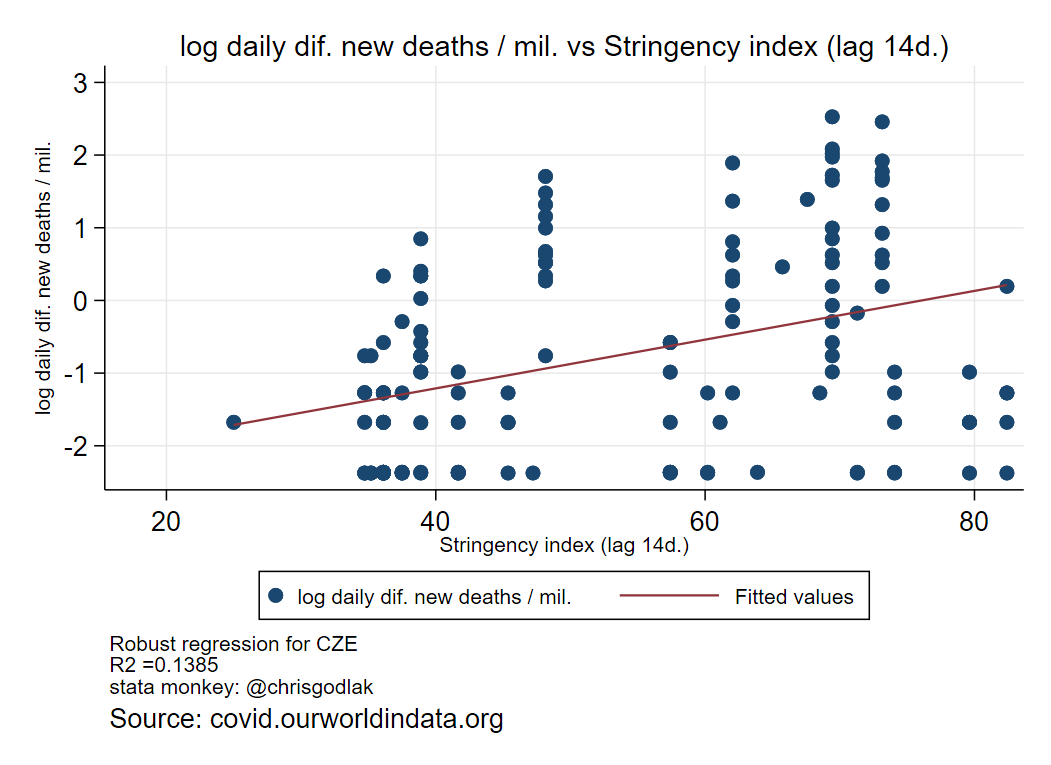 log daily dif. new deaths / mil. vs Stringency index (lag 14d.)
log daily dif. new deaths / mil.
3
2
1
0
-1
-2
20 40 60 80
Stringency index (lag 14d.)
log daily dif. new deaths / mil. Fitted values
Robust regression for CZE
R2 =0.1385
stata monkey: @chrisgodlak
Source: covid.ourworldindata.org